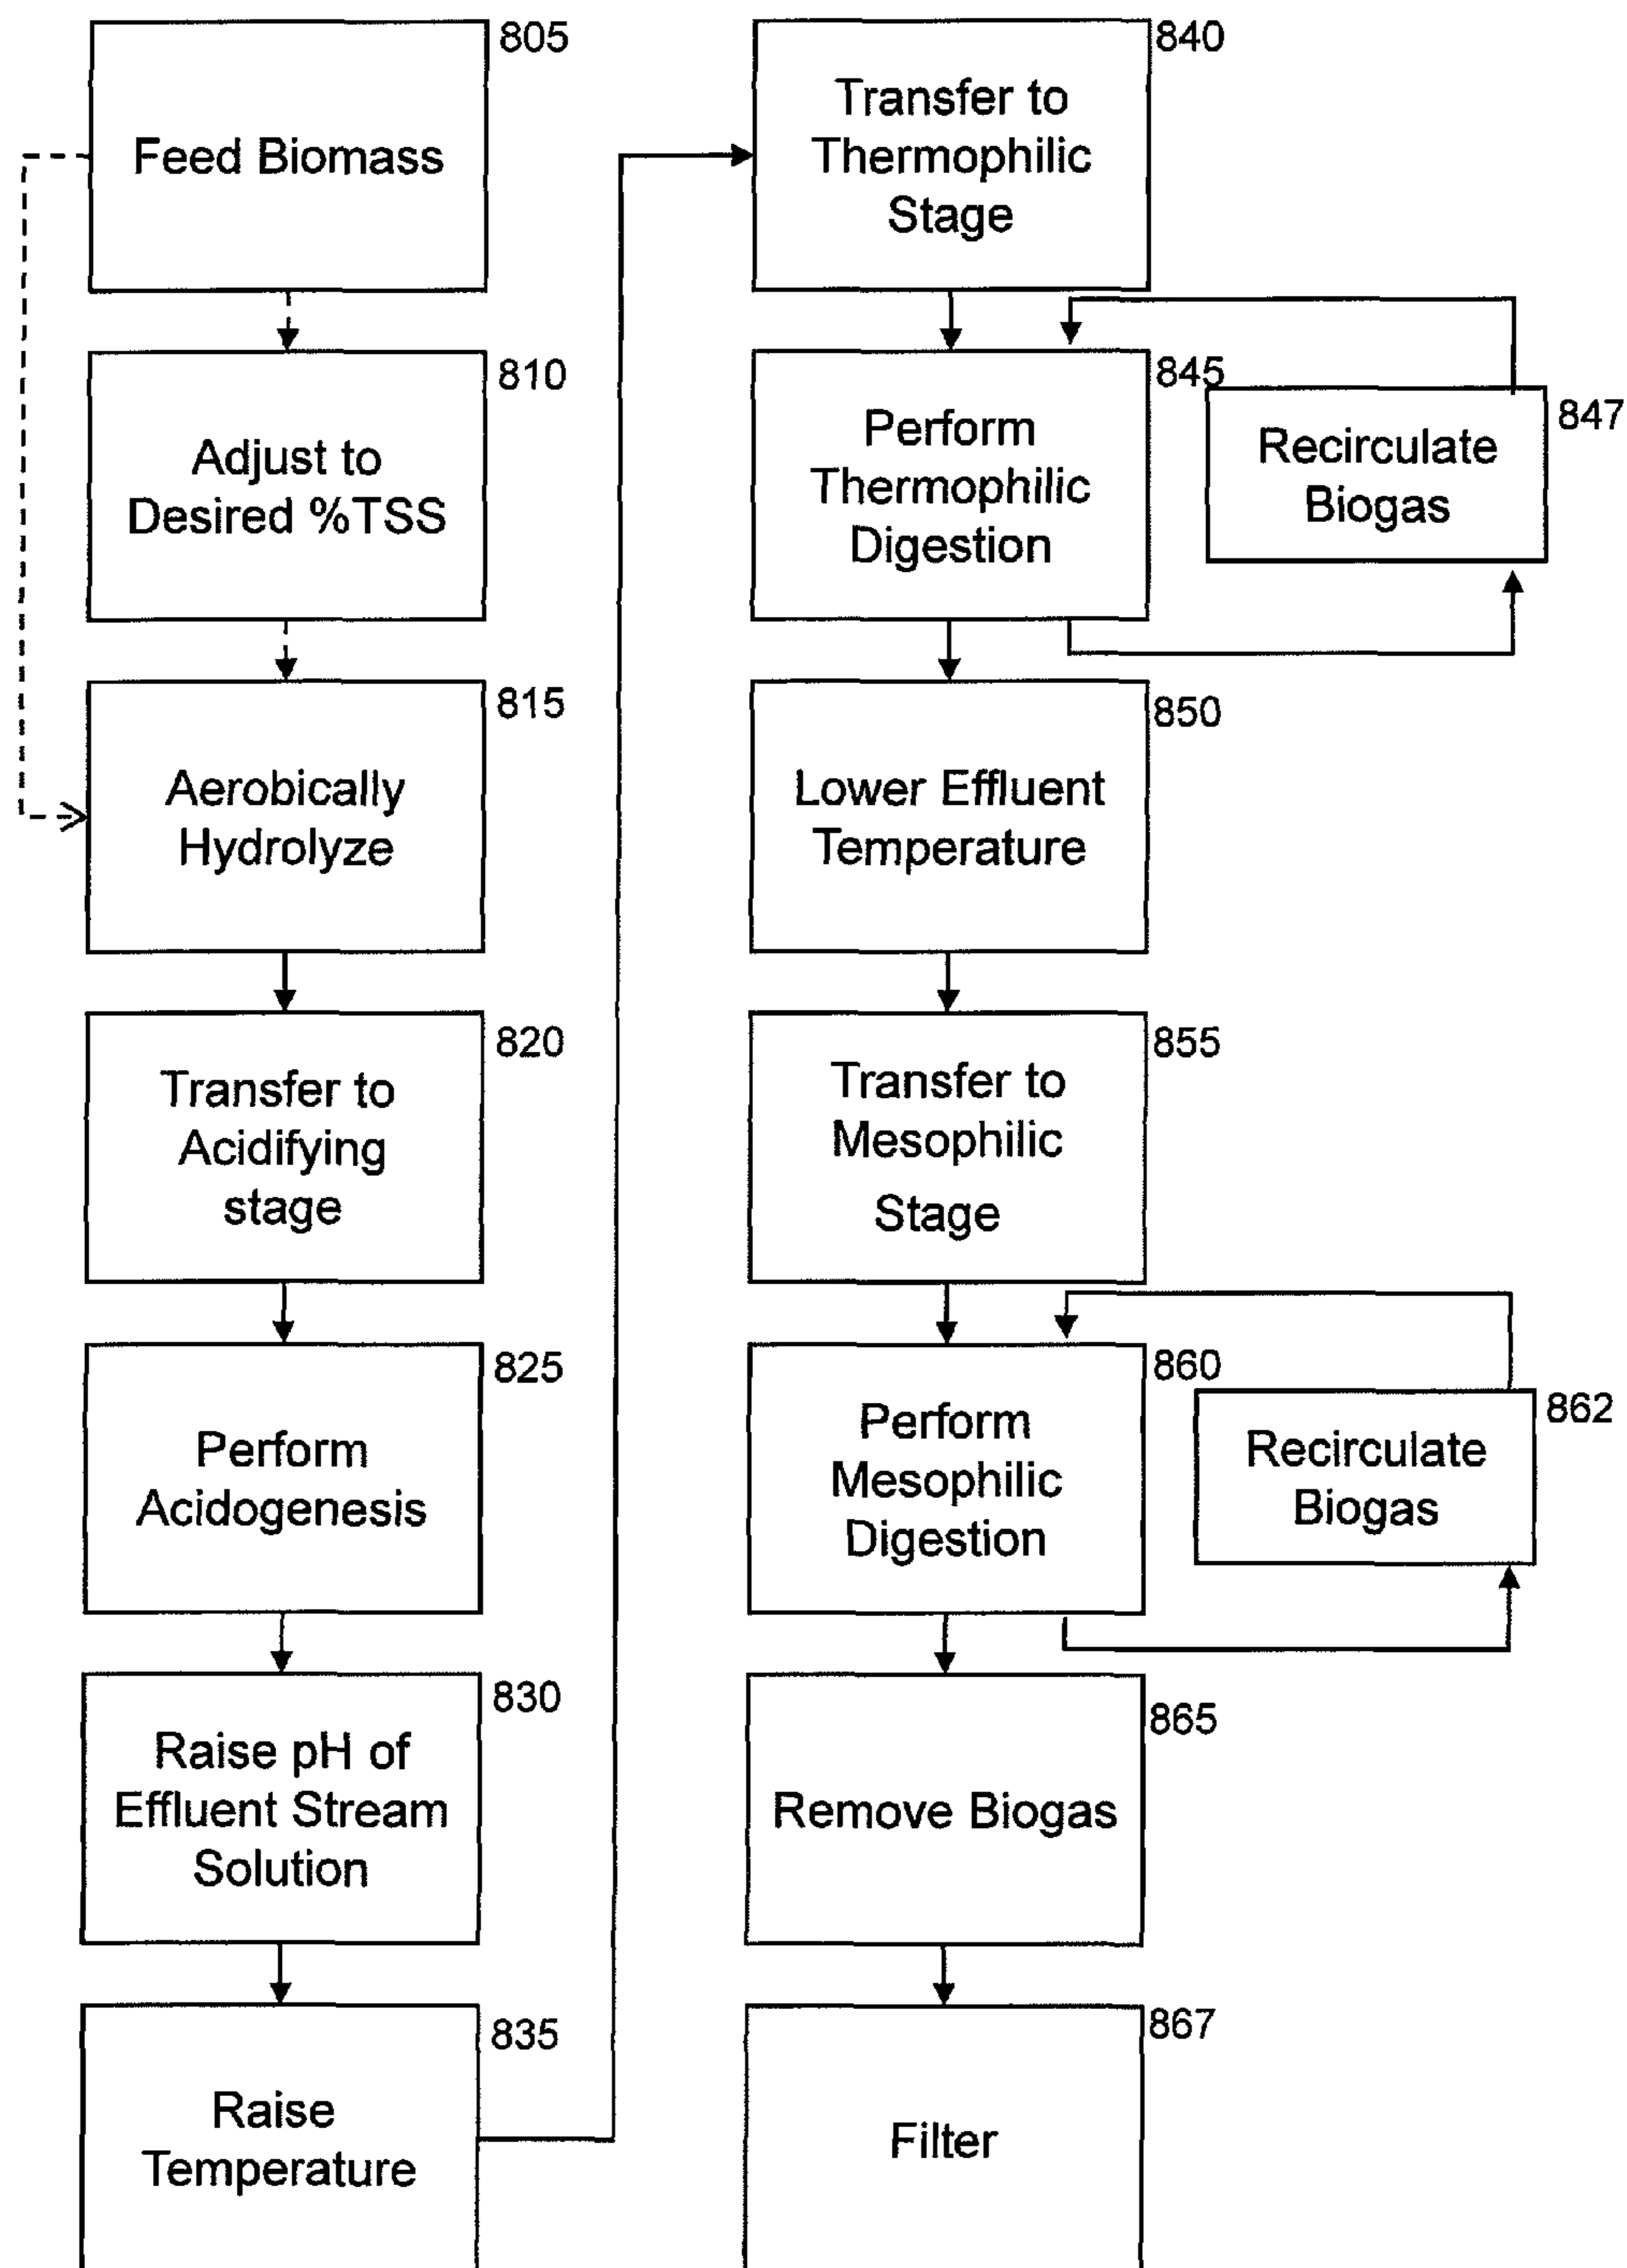 805
Feed Biomass
810
Adjust to
Desired %TSS
815
Aerobically
Hydrolyze
820
Transfer to
Acidifying
stage
825
Perform
Acidogenesis
830
Raise pH of
Effluent Stream
Solution
835
Raise
Temperature
840
Transfer to
Thermophilic
Stage
845
Perform
Thermophilic
Digestion
847
Recirculate
Biogas
850
Lower Effluent
Temperature
855
Transfer to
Mesophilic
Stage
860
Perform
Mesophilic
Digestion
862
Recirculate
Biogas
865
Remove Biogas
867
Filter